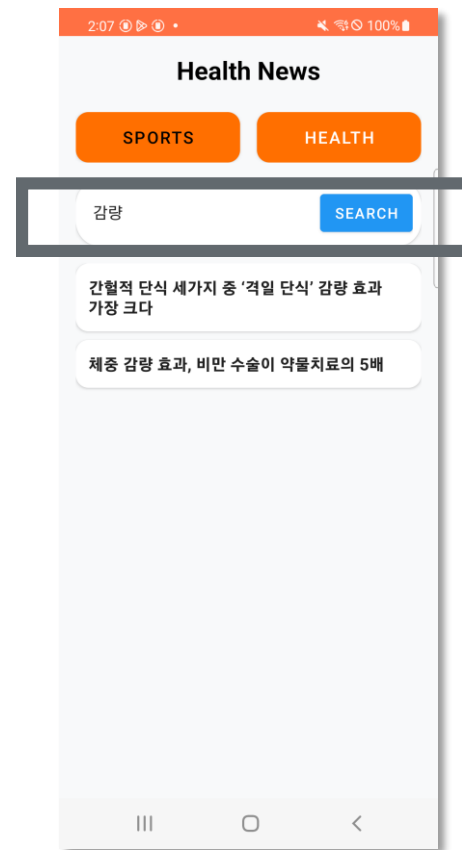 2:07 100%
Health News
SPORTS HEALTH
감량 SEARCH
간헐적 단식 세가지 중 ‘격일 단식’ 감량 효과
가장 크다
체중 감량 효과, 비만 수술이 약물치료의 5배